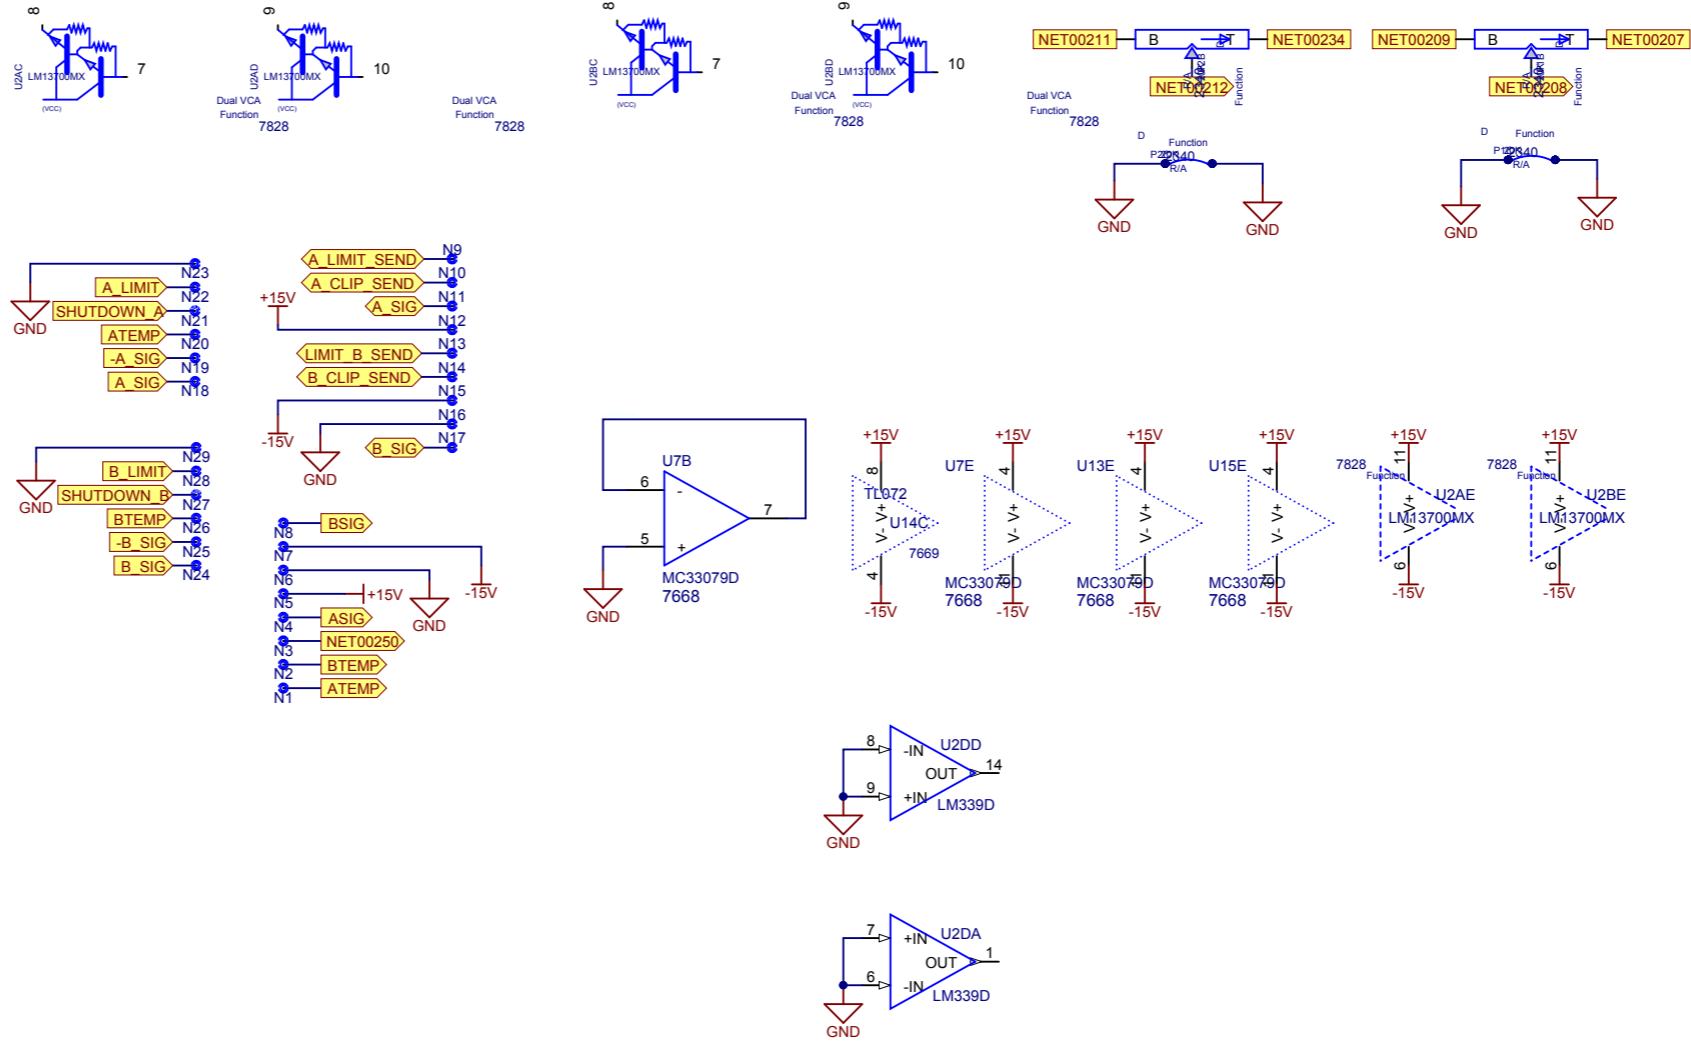 8
U2AC
LM13700MX
7
(VCC)
9
U2AD
LM13700MX
10
(VCC)
Dual VCA
Function
7828
Dual VCA
Function
7828
8
U2BC
LM13700MX
7
(VCC)
9
U2BD
LM13700MX
10
(VCC)
Dual VCA
Function
7828
Dual VCA
Function
7828
NET00211
B
T
NET00234
Function
D
Function
R/A
GND
GND
NET00209
B
T
NET00207
Function
D
Function
R/A
GND
GND
N23
A_LIMIT
N22
SHUTDOWN_A
N21
ATEMP
N20
-A_SIG
N19
A_SIG
N18
GND
A_LIMIT_SEND
N9
A_CLIP_SEND
N10
A_SIG
N11
+15V
N12
LIMIT_B_SEND
N13
B_CLIP_SEND
N14
N15
-15V
N16
GND
B_SIG
N17
N29
B_LIMIT
N28
SHUTDOWN_B
N27
BTEMP
N26
-B_SIG
N25
B_SIG
N24
GND
N8
BSIG
N7
-15V
N6
GND
N5
+15V
N4
ASIG
N3
NET00250
N2
BTEMP
N1
ATEMP
U7B
6
-
7
5
+
MC33079D
7668
GND
+15V
8
TL072
V- V+
U14C
7669
4
-15V
+15V
U7E
4
V- V+
MC33079D
7668
-15V
+15V
U13E
4
V- V+
MC33079D
7668
-15V
+15V
U15E
4
V- V+
MC33079D
7668
-15V
+15V
7828
Function
11
V- V+
U2AE
LM13700MX
6
-15V
+15V
7828
Function
11
V- V+
U2BE
LM13700MX
6
-15V
8
-IN
U2DD
OUT
14
9
+IN
LM339D
GND
7
+IN
U2DA
OUT
1
6
-IN
LM339D
GND